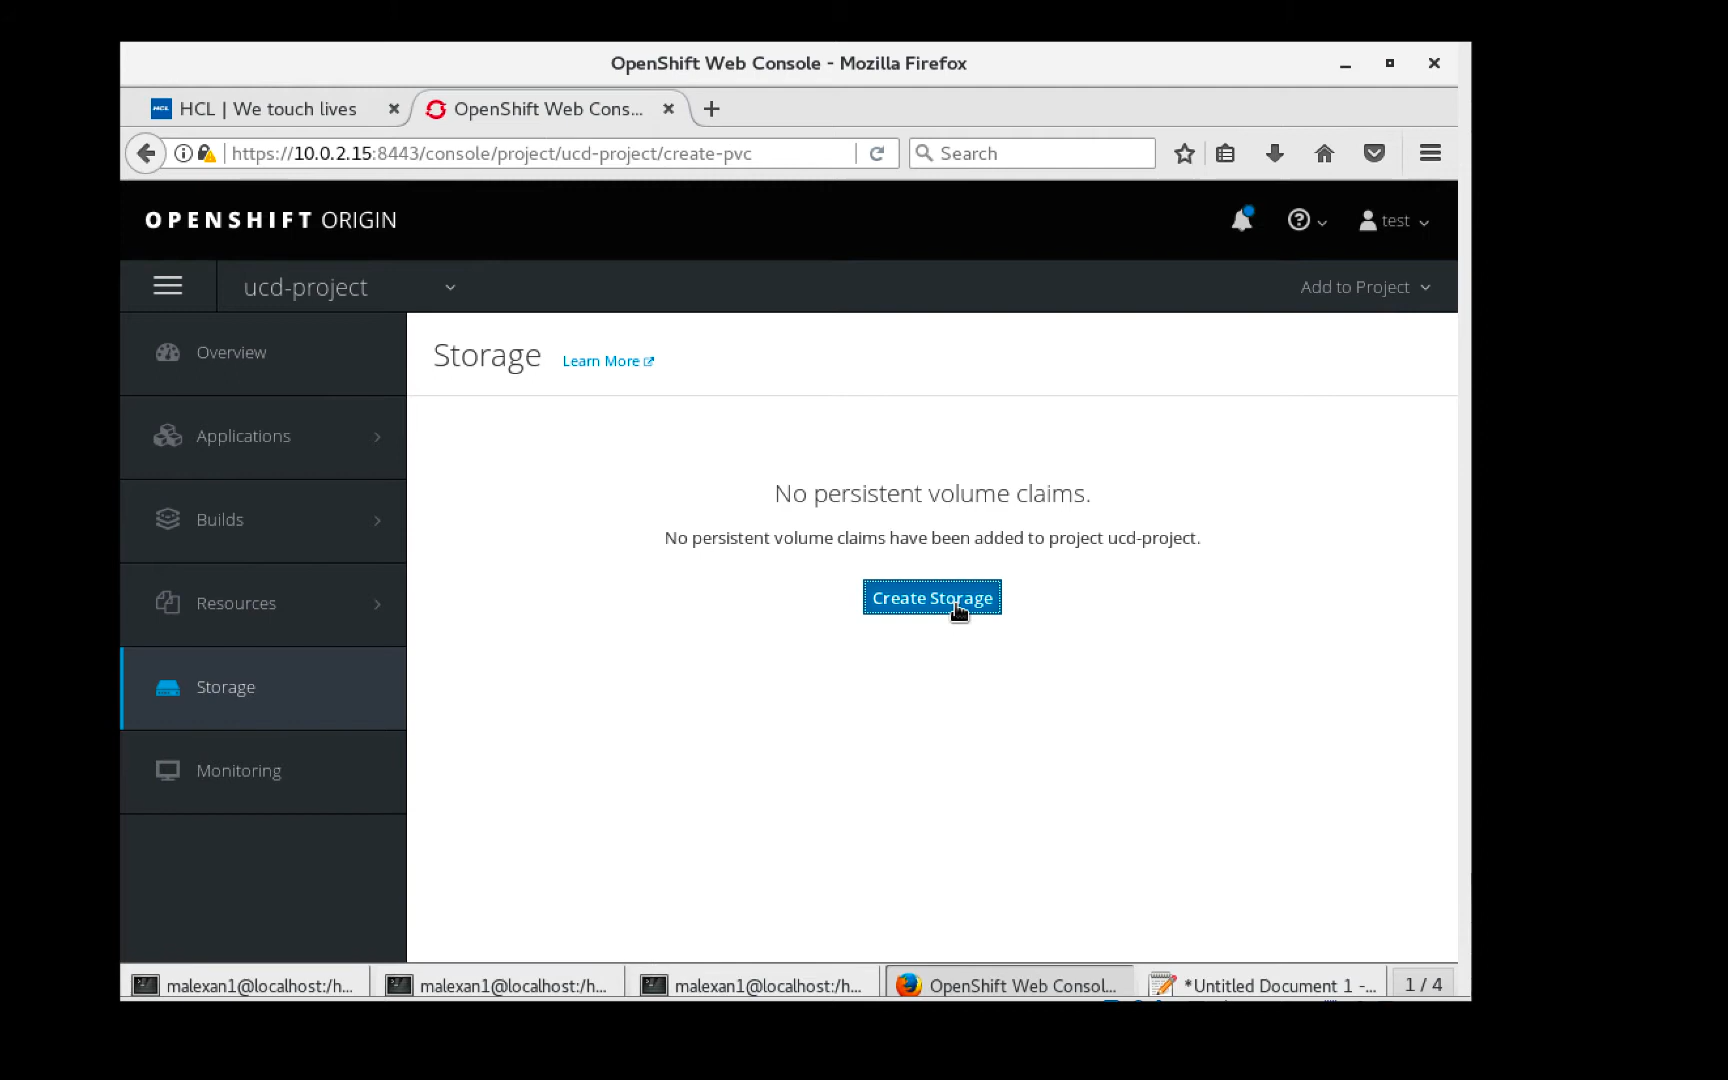 OpenShift Web Console - Mozilla Firefox
HCL HCL | We touch lives
OpenShift Web Cons...
https://10.0.2.15:8443/console/project/ucd-project/create-pvc
Search
OPENSHIFT ORIGIN
test
ucd-project
Add to Project
Overview
Applications
Builds
Resources
Storage
Monitoring
Storage
Learn More
No persistent volume claims.
No persistent volume claims have been added to project ucd-project.
Create Storage
malexan1@localhost:/h...
malexan1@localhost:/h...
malexan1@localhost:/h...
OpenShift Web Consol...
*Untitled Document 1 -...
1 / 4